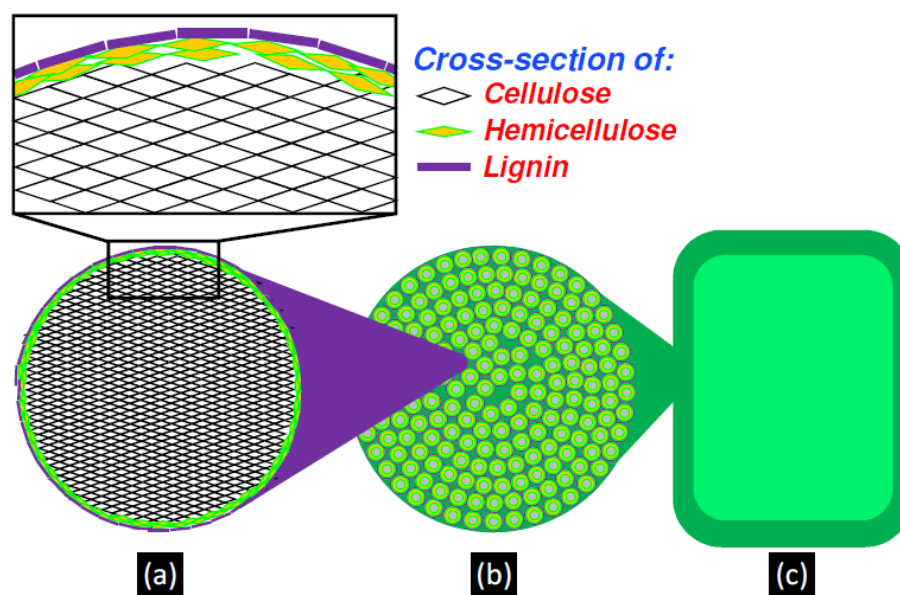 Cross-section of:
Cellulose
Hemicellulose
Lignin
(a)
(b)
(c)